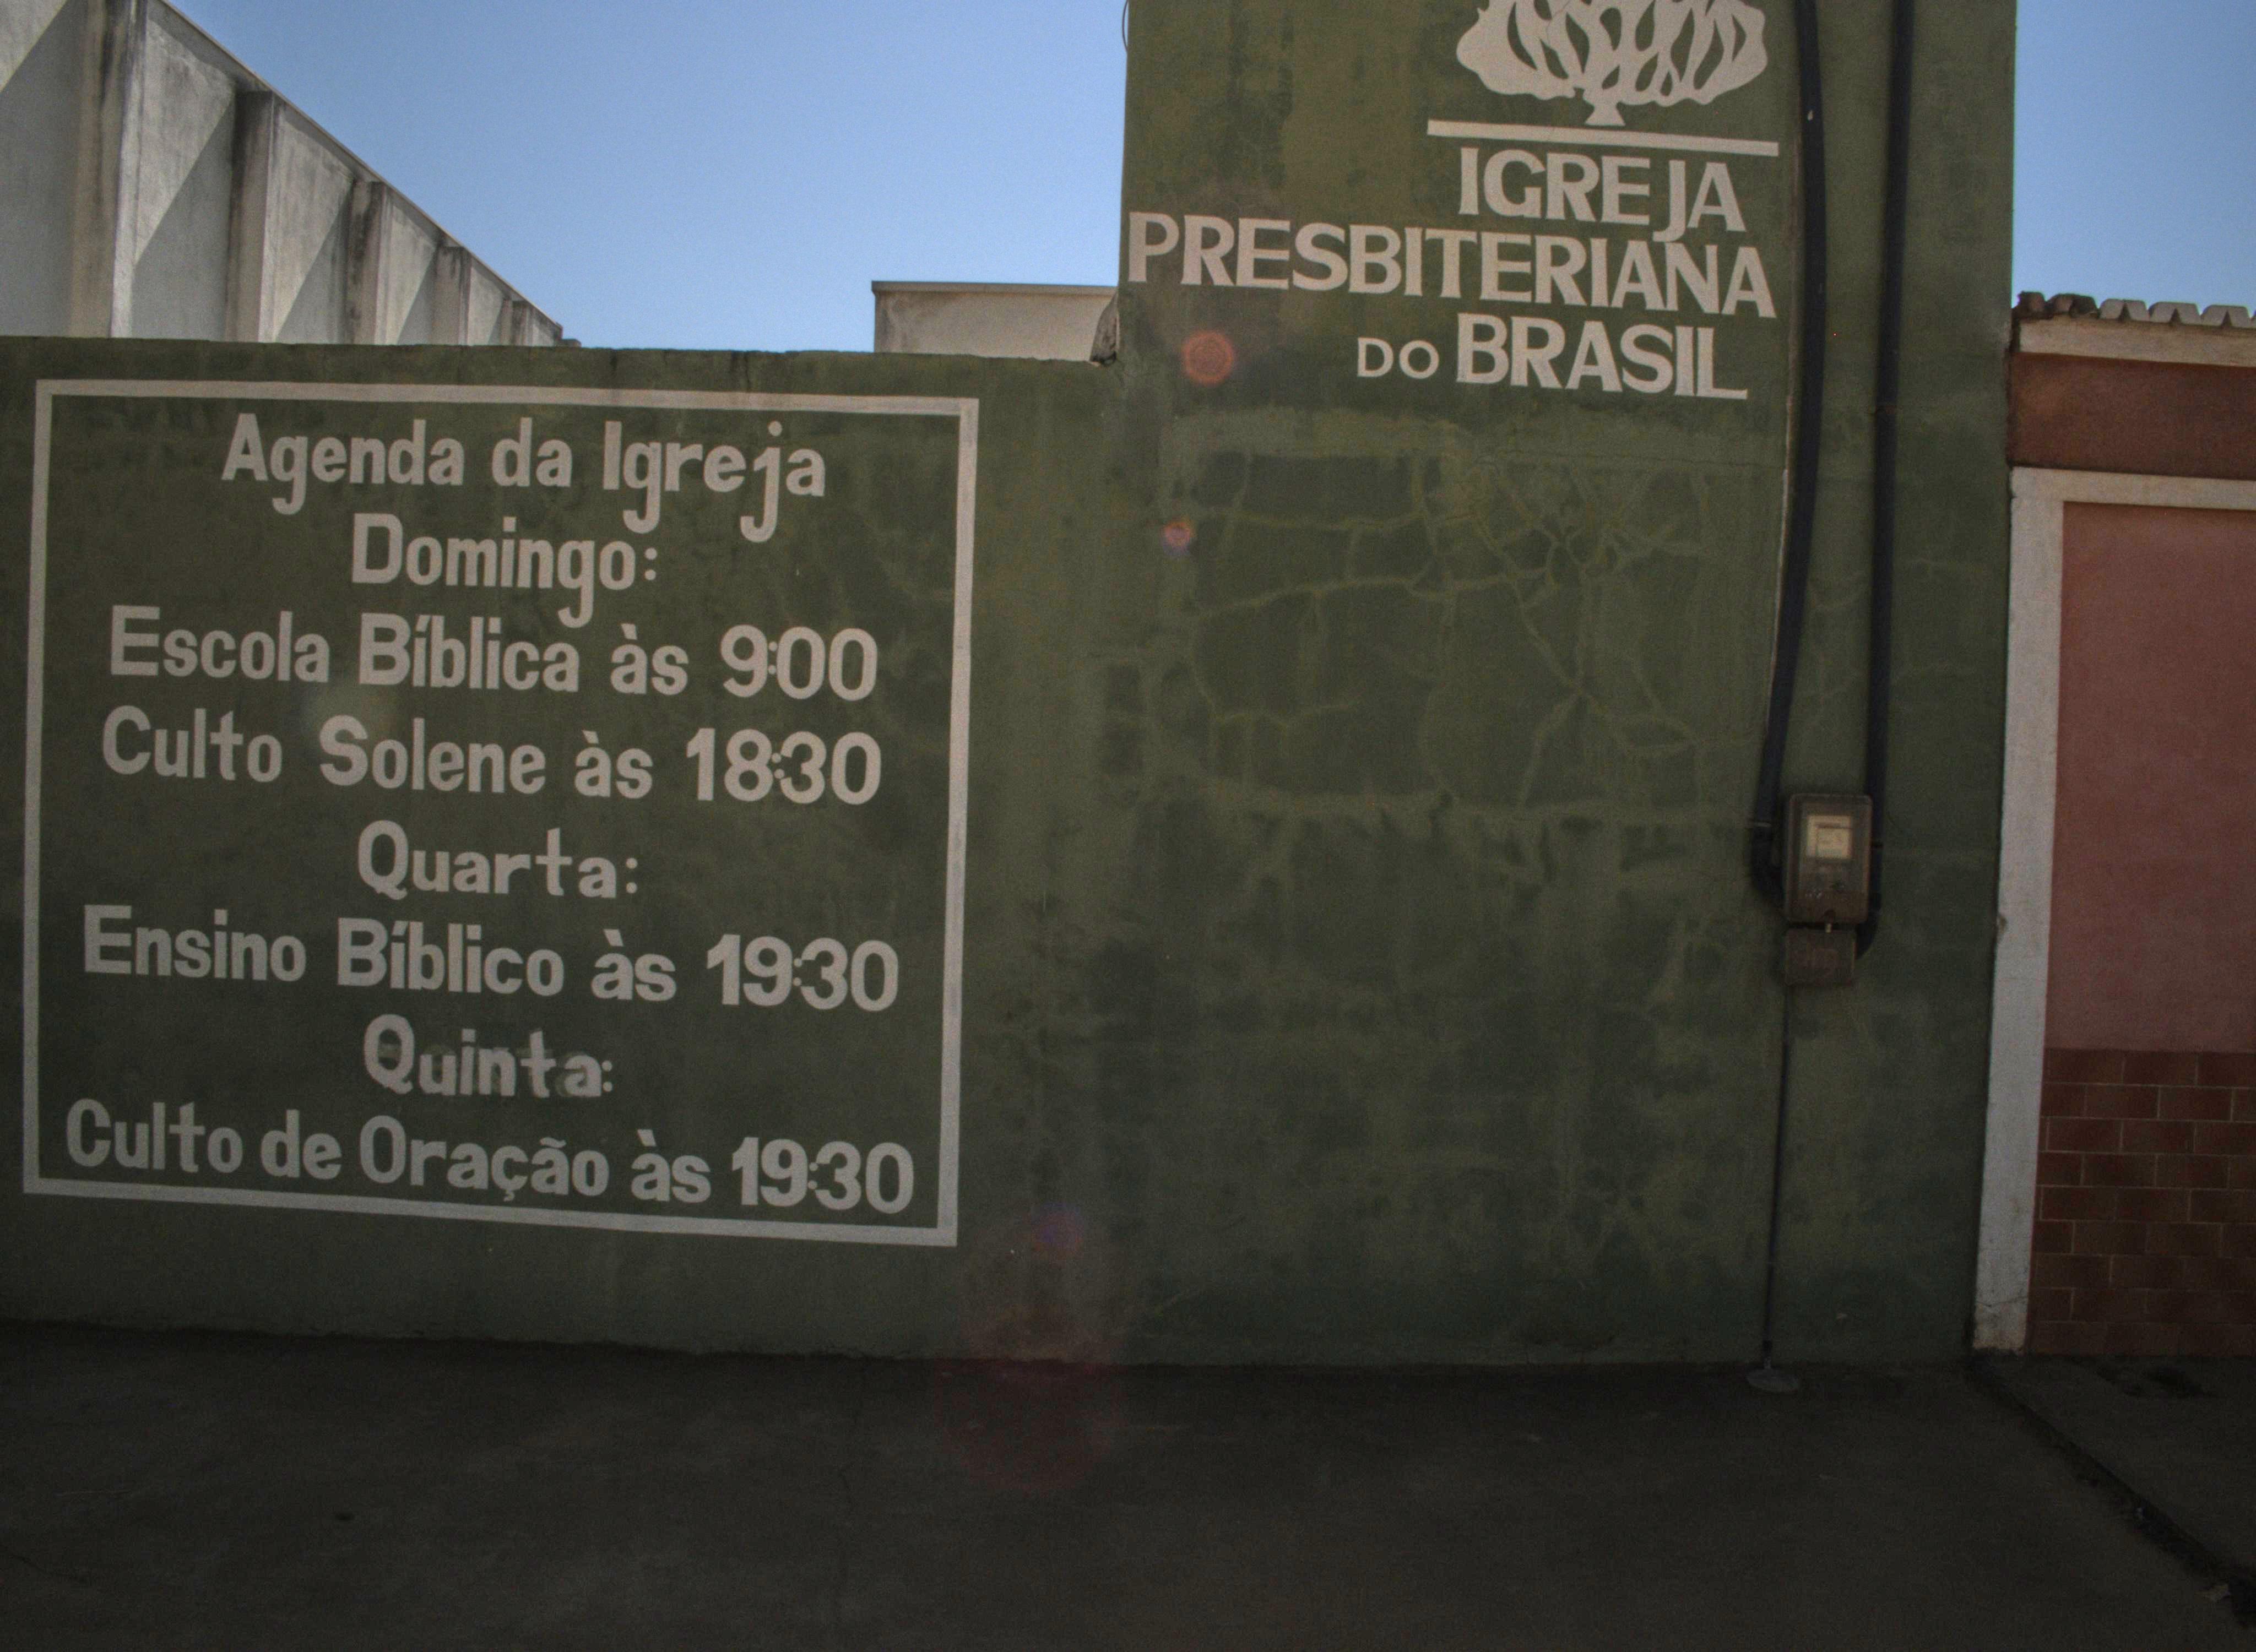 Agenda da Igreja
Domingo:
Escola Bíblica às 9:00
Culto Solene às 18:30
Quarta:
Ensino Bíblico às 19:30
Quinta:
Culto de Oração às 19:30
IGREJA
PRESBITERIANA
DO BRASIL